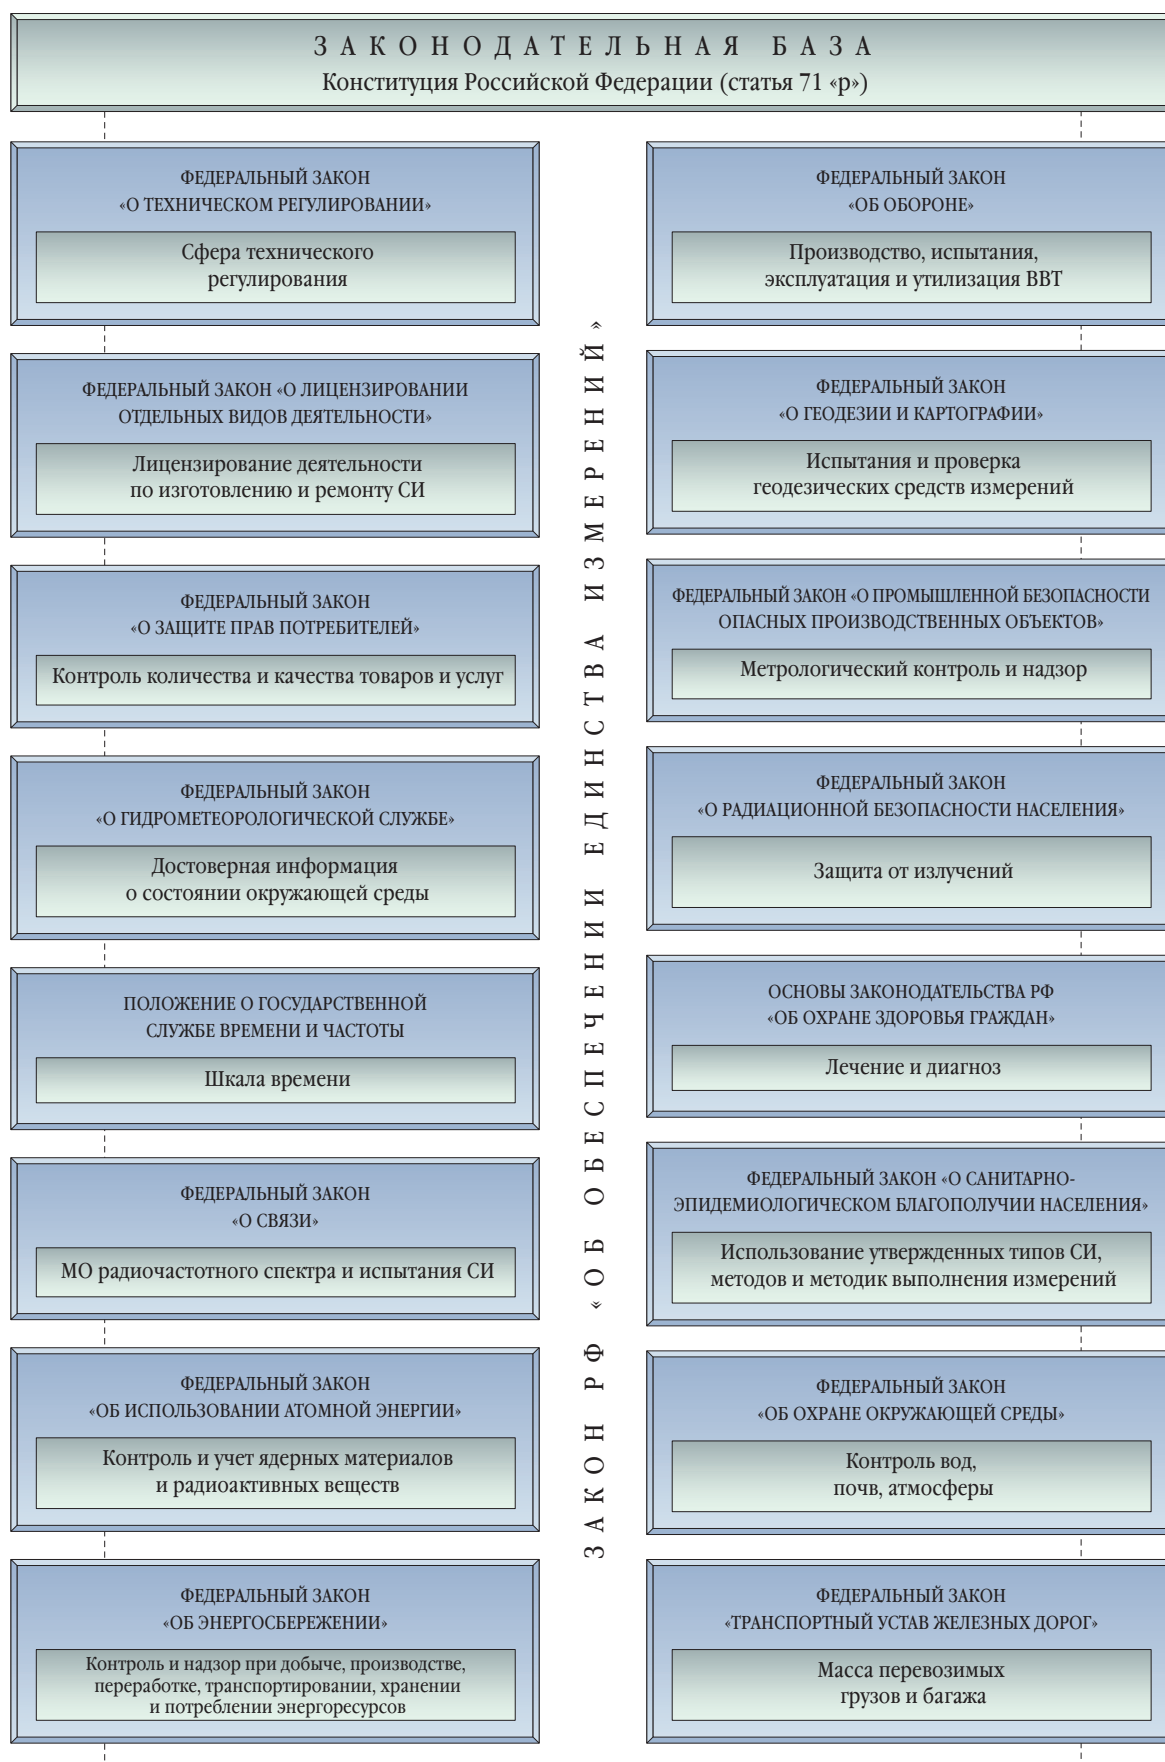 ЗАКОНОДАТЕЛЬНАЯ БАЗА
Конституция Российской Федерации (статья 71 «р»)
ФЕДЕРАЛЬНЫЙ ЗАКОН
«О ТЕХНИЧЕСКОМ РЕГУЛИРОВАНИИ»
Сфера технического
регулирования
ФЕДЕРАЛЬНЫЙ ЗАКОН «О ЛИЦЕНЗИРОВАНИИ
ОТДЕЛЬНЫХ ВИДОВ ДЕЯТЕЛЬНОСТИ»
Лицензирование деятельности
по изготовлению и ремонту СИ
ФЕДЕРАЛЬНЫЙ ЗАКОН
«О ЗАЩИТЕ ПРАВ ПОТРЕБИТЕЛЕЙ»
Контроль количества и качества товаров и услуг
ФЕДЕРАЛЬНЫЙ ЗАКОН
«О ГИДРОМЕТЕОРОЛОГИЧЕСКОЙ СЛУЖБЕ»
Достоверная информация
о состоянии окружающей среды
ПОЛОЖЕНИЕ О ГОСУДАРСТВЕННОЙ
СЛУЖБЕ ВРЕМЕНИ И ЧАСТОТЫ
Шкала времени
ФЕДЕРАЛЬНЫЙ ЗАКОН
«О СВЯЗИ»
МО радиочастотного спектра и испытания СИ
ФЕДЕРАЛЬНЫЙ ЗАКОН
«ОБ ИСПОЛЬЗОВАНИИ АТОМНОЙ ЭНЕРГИИ»
Контроль и учет ядерных материалов
и радиоактивных веществ
ФЕДЕРАЛЬНЫЙ ЗАКОН
«ОБ ЭНЕРГОСБЕРЕЖЕНИИ»
Контроль и надзор при добыче, производстве,
переработке, транспортировании, хранении
и потреблении энергоресурсов
ЗАКОН РФ «ОБ ОБЕСПЕЧЕНИИ ЕДИНСТВА ИЗМЕРЕНИЙ»
ФЕДЕРАЛЬНЫЙ ЗАКОН
«ОБ ОБОРОНЕ»
Производство, испытания,
эксплуатация и утилизация ВВТ
ФЕДЕРАЛЬНЫЙ ЗАКОН
«О ГЕОДЕЗИИ И КАРТОГРАФИИ»
Испытания и проверка
геодезических средств измерений
ФЕДЕРАЛЬНЫЙ ЗАКОН «О ПРОМЫШЛЕННОЙ БЕЗОПАСНОСТИ
ОПАСНЫХ ПРОИЗВОДСТВЕННЫХ ОБЪЕКТОВ»
Метрологический контроль и надзор
ФЕДЕРАЛЬНЫЙ ЗАКОН
«О РАДИАЦИОННОЙ БЕЗОПАСНОСТИ НАСЕЛЕНИЯ»
Защита от излучений
ОСНОВЫ ЗАКОНОДАТЕЛЬСТВА РФ
«ОБ ОХРАНЕ ЗДОРОВЬЯ ГРАЖДАН»
Лечение и диагноз
ФЕДЕРАЛЬНЫЙ ЗАКОН «О САНИТАРНО-
ЭПИДЕМИОЛОГИЧЕСКОМ БЛАГОПОЛУЧИИ НАСЕЛЕНИЯ»
Использование утвержденных типов СИ,
методов и методик выполнения измерений
ФЕДЕРАЛЬНЫЙ ЗАКОН
«ОБ ОХРАНЕ ОКРУЖАЮЩЕЙ СРЕДЫ»
Контроль вод,
почв, атмосферы
ФЕДЕРАЛЬНЫЙ ЗАКОН
«ТРАНСПОРТНЫЙ УСТАВ ЖЕЛЕЗНЫХ ДОРОГ»
Масса перевозимых
грузов и багажа